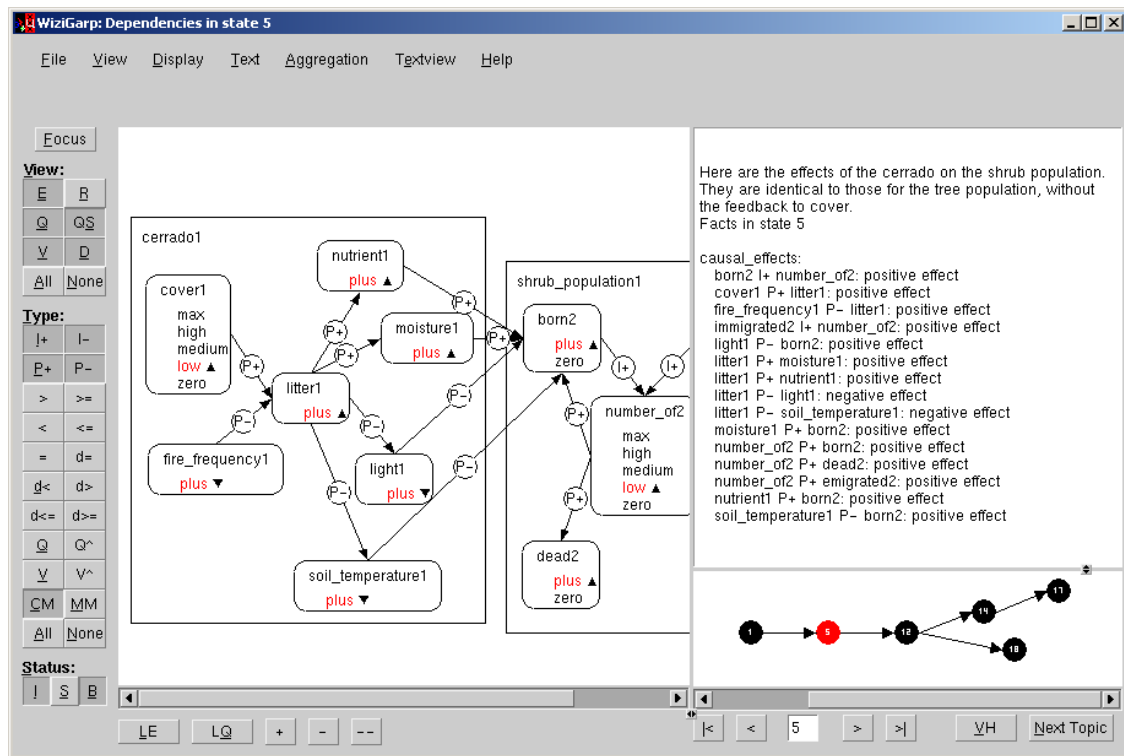 WiziGarp: Dependencies in state 5
File View Display Text Aggregation Textview Help
Focus
View:
E R
Q QS
V D
All None
Type:
I+ I-
P+ P-
> >=
< <=
= d=
d< d>
d<= d>=
Q Q^
V V^
CM MM
All None
Status:
I S B
cerrado1
cover1
max
high
medium
low ▲
zero
nutrient1
plus ▲
moisture1
plus ▲
litter1
plus ▲
fire_frequency1
plus ▼
light1
plus ▼
soil_temperature1
plus ▼
P+
P+
P+
P-
P-
P-
P+
P+
P-
P-
shrub_population1
born2
plus ▲
zero
I+
I+
number_of2
max
high
medium
low ▲
zero
P+
P+
dead2
plus ▲
zero
Here are the effects of the cerrado on the shrub population.
They are identical to those for the tree population, without
the feedback to cover.
Facts in state 5
causal_effects:
born2 I+ number_of2: positive effect
cover1 P+ litter1: positive effect
fire_frequency1 P- litter1: positive effect
immigrated2 I+ number_of2: positive effect
light1 P- born2: positive effect
litter1 P+ moisture1: positive effect
litter1 P+ nutrient1: positive effect
litter1 P- light1: negative effect
litter1 P- soil_temperature1: negative effect
moisture1 P+ born2: positive effect
number_of2 P+ born2: positive effect
number_of2 P+ dead2: positive effect
number_of2 P+ emigrated2: positive effect
nutrient1 P+ born2: positive effect
soil_temperature1 P- born2: positive effect
1 5 12 14 17
18
LE LQ + - --
|< < 5 > >| VH Next Topic